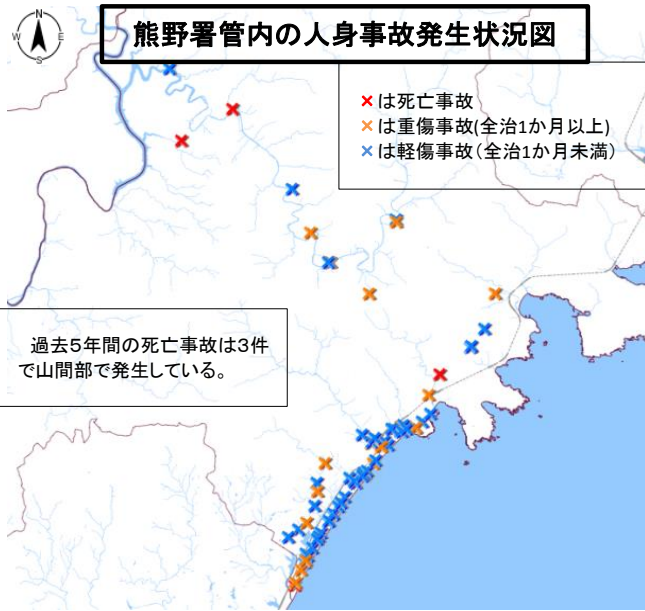 N
W
E
S
熊野署管内の人身事故発生状況図
×は死亡事故
×は重傷事故(全治1か月以上)
×は軽傷事故(全治1か月未満)
過去5年間の死亡事故は3件
で山間部で発生している。